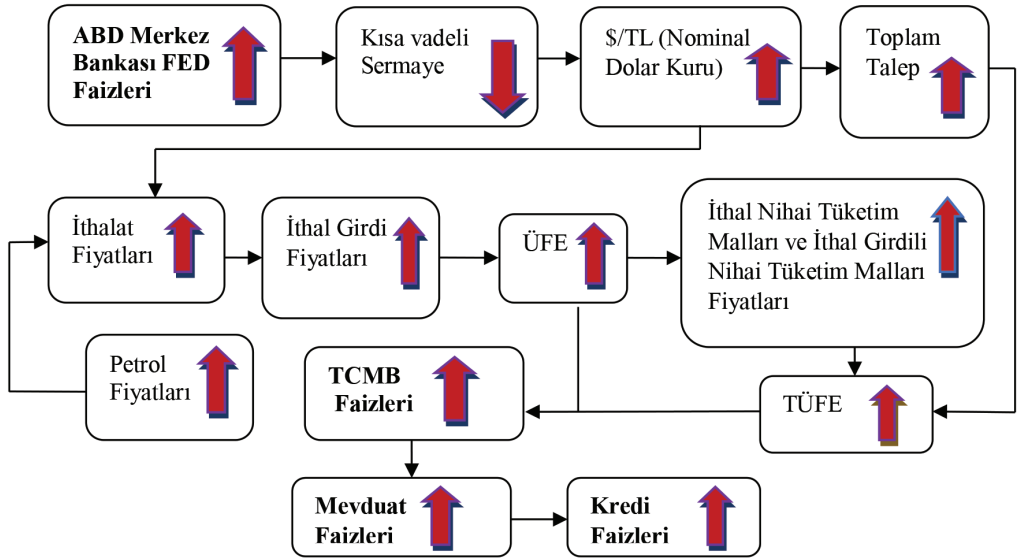 ABD Merkez
Bankası FED
Faizleri
Kısa vadeli
Sermaye
$/TL (Nominal
Dolar Kuru)
Toplam
Talep
İthalat
Fiyatları
İthal Girdi
Fiyatları
ÜFE
İthal Nihai Tüketim
Malları ve İthal Girdili
Nihai Tüketim Malları
Fiyatları
Petrol
Fiyatları
TCMB
Faizleri
TÜFE
Mevduat
Faizleri
Kredi
Faizleri